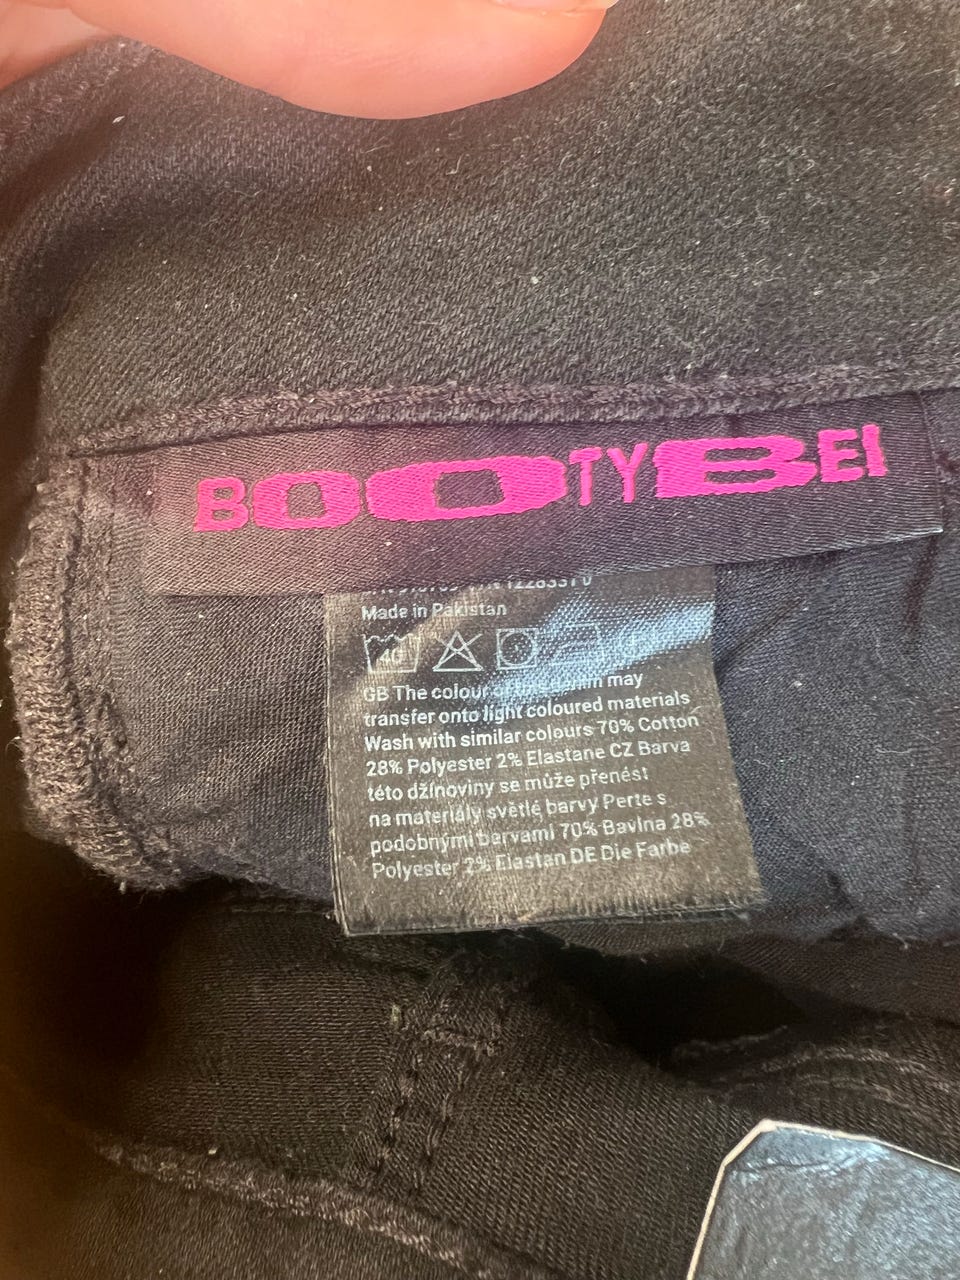 BOOTYBEI
Made in Pakistan
40
GB The colour of this denim may
transfer onto light coloured materials
Wash with similar colours 70% Cotton
28% Polyester 2% Elastane CZ Barva
této džínoviny se může přenést
na materiály světlé barvy Perte s
podobnými barvami 70% Bavlna 28%
Polyester 2% Elastan DE Die Farbe